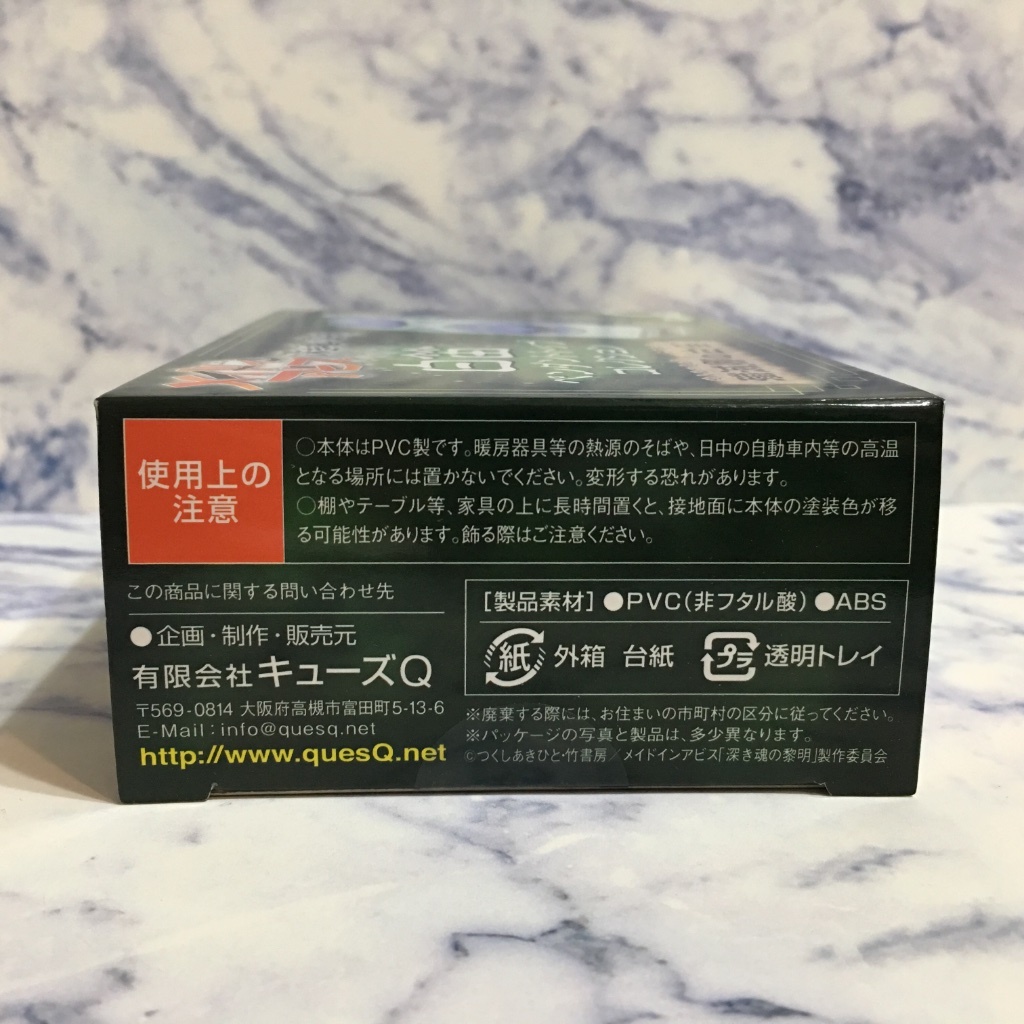 使用上の
注意
○本体はPVC製です。暖房器具等の熱源のそばや、日中の自動車内等の高温
となる場所には置かないでください。変形する恐れがあります。
○棚やテーブル等、家具の上に長時間置くと、接地面に本体の塗装色が移
る可能性があります。飾る際はご注意ください。
この商品に関する問い合わせ先
●企画・制作・販売元
有限会社キューズQ
〒569-0814 大阪府高槻市富田町5-13-6
E-Mail：info@quesq.net
http://www.quesQ.net
[製品素材] ●PVC(非フタル酸) ●ABS
紙 外箱 台紙 プラ 透明トレイ
※廃棄する際には、お住まいの市町村の区分に従ってください。
※パッケージの写真と製品は、多少異なります。
©つくしあきひと・竹書房／メイドインアビス「深き魂の黎明」製作委員会